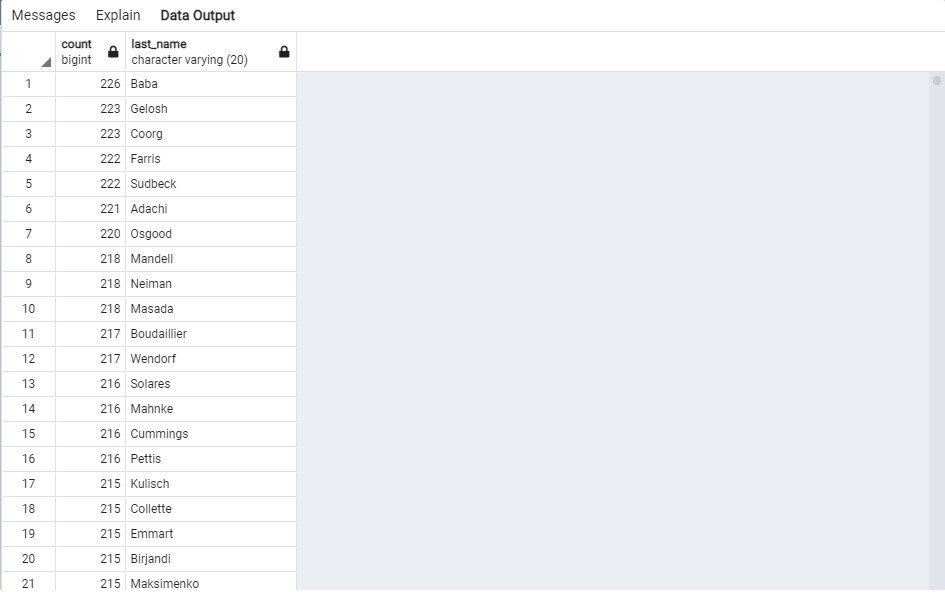 Messages Explain Data Output
count last_name
bigint character varying (20)
1 226 Baba
2 223 Gelosh
3 223 Coorg
4 222 Farris
5 222 Sudbeck
6 221 Adachi
7 220 Osgood
8 218 Mandell
9 218 Neiman
10 218 Masada
11 217 Boudaillier
12 217 Wendorf
13 216 Solares
14 216 Mahnke
15 216 Cummings
16 216 Pettis
17 215 Kulisch
18 215 Collette
19 215 Emmart
20 215 Birjandi
21 215 Maksimenko